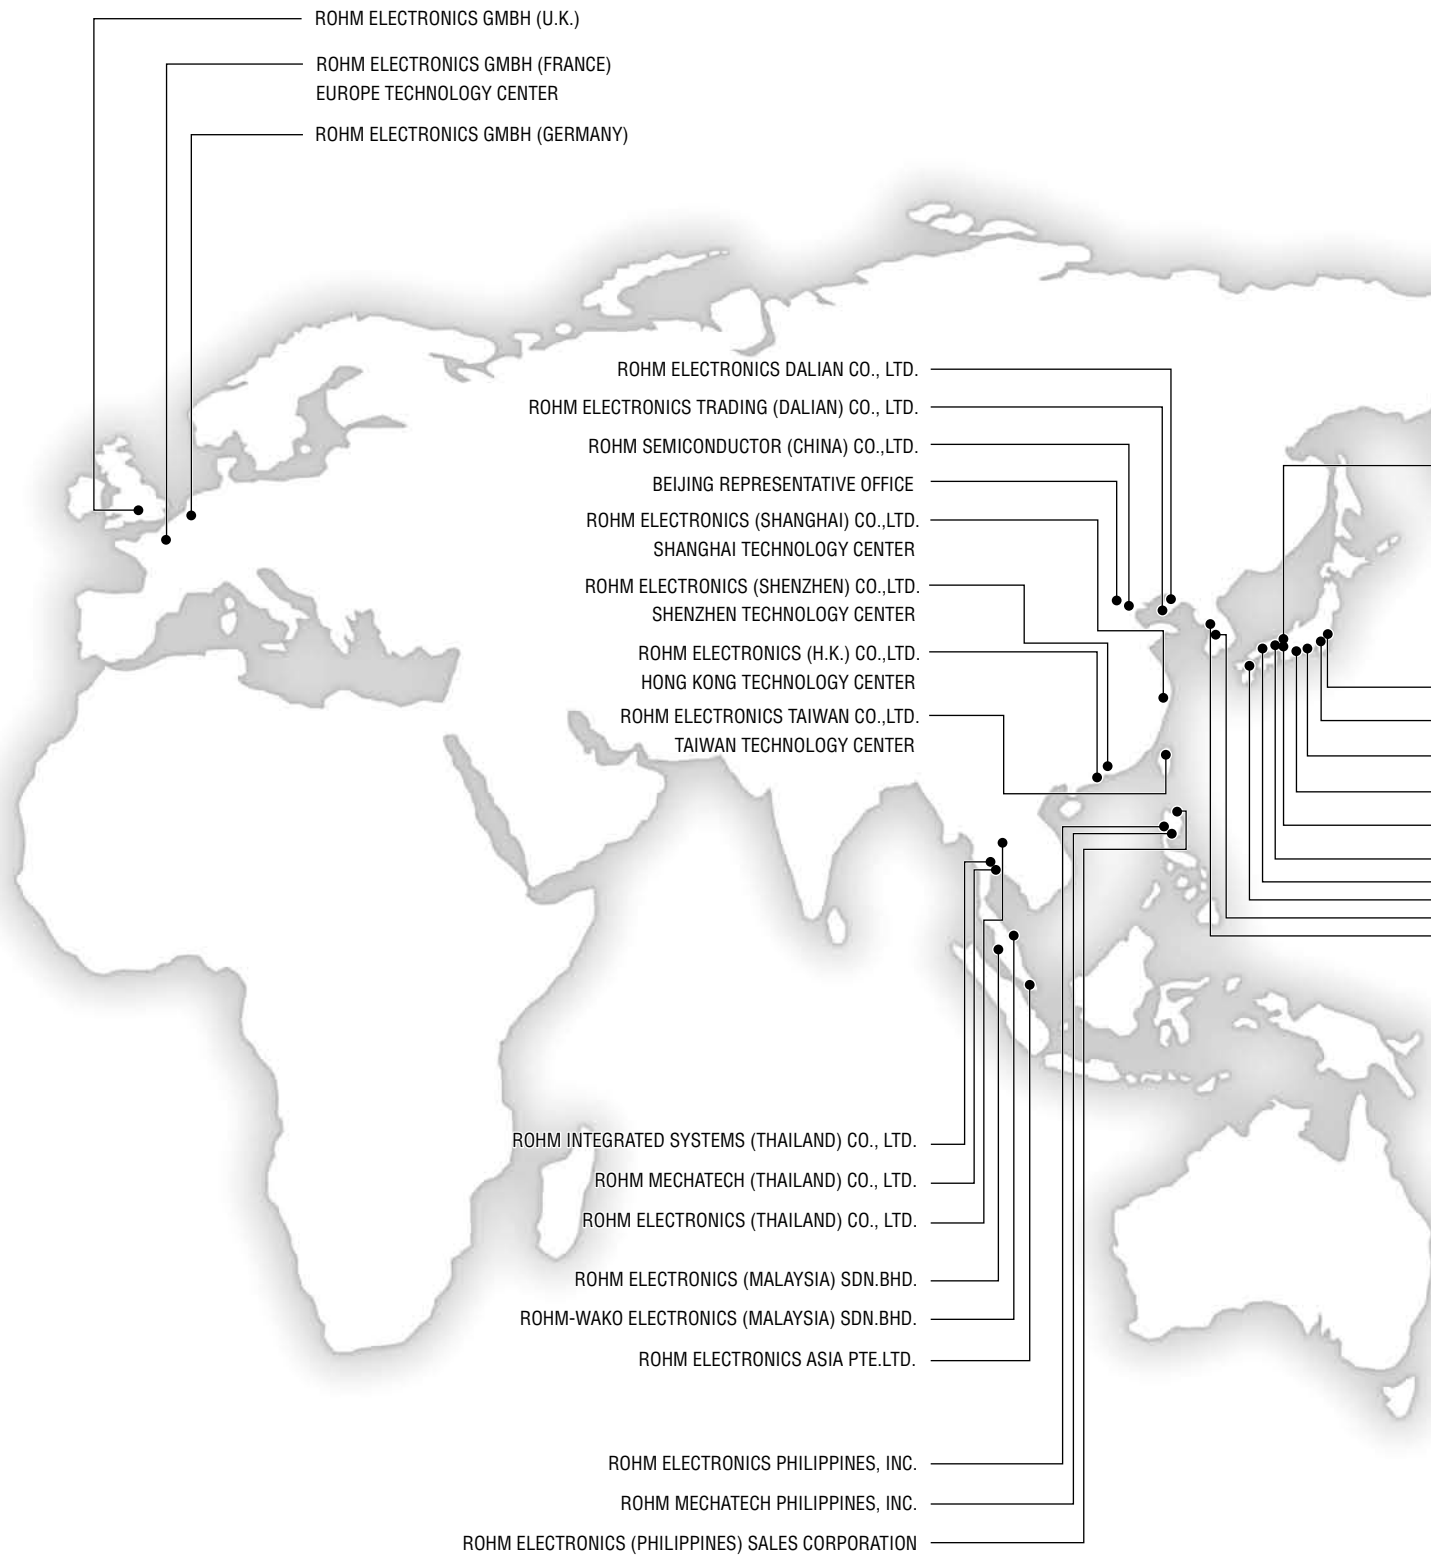 ROHM ELECTRONICS GMBH (U.K.)
ROHM ELECTRONICS GMBH (FRANCE)
EUROPE TECHNOLOGY CENTER
ROHM ELECTRONICS GMBH (GERMANY)
ROHM ELECTRONICS DALIAN CO., LTD.
ROHM ELECTRONICS TRADING (DALIAN) CO., LTD.
ROHM SEMICONDUCTOR (CHINA) CO.,LTD.
BEIJING REPRESENTATIVE OFFICE
ROHM ELECTRONICS (SHANGHAI) CO.,LTD.
SHANGHAI TECHNOLOGY CENTER
ROHM ELECTRONICS (SHENZHEN) CO.,LTD.
SHENZHEN TECHNOLOGY CENTER
ROHM ELECTRONICS (H.K.) CO.,LTD.
HONG KONG TECHNOLOGY CENTER
ROHM ELECTRONICS TAIWAN CO.,LTD.
TAIWAN TECHNOLOGY CENTER
ROHM INTEGRATED SYSTEMS (THAILAND) CO., LTD.
ROHM MECHATECH (THAILAND) CO., LTD.
ROHM ELECTRONICS (THAILAND) CO., LTD.
ROHM ELECTRONICS (MALAYSIA) SDN.BHD.
ROHM-WAKO ELECTRONICS (MALAYSIA) SDN.BHD.
ROHM ELECTRONICS ASIA PTE.LTD.
ROHM ELECTRONICS PHILIPPINES, INC.
ROHM MECHATECH PHILIPPINES, INC.
ROHM ELECTRONICS (PHILIPPINES) SALES CORPORATION